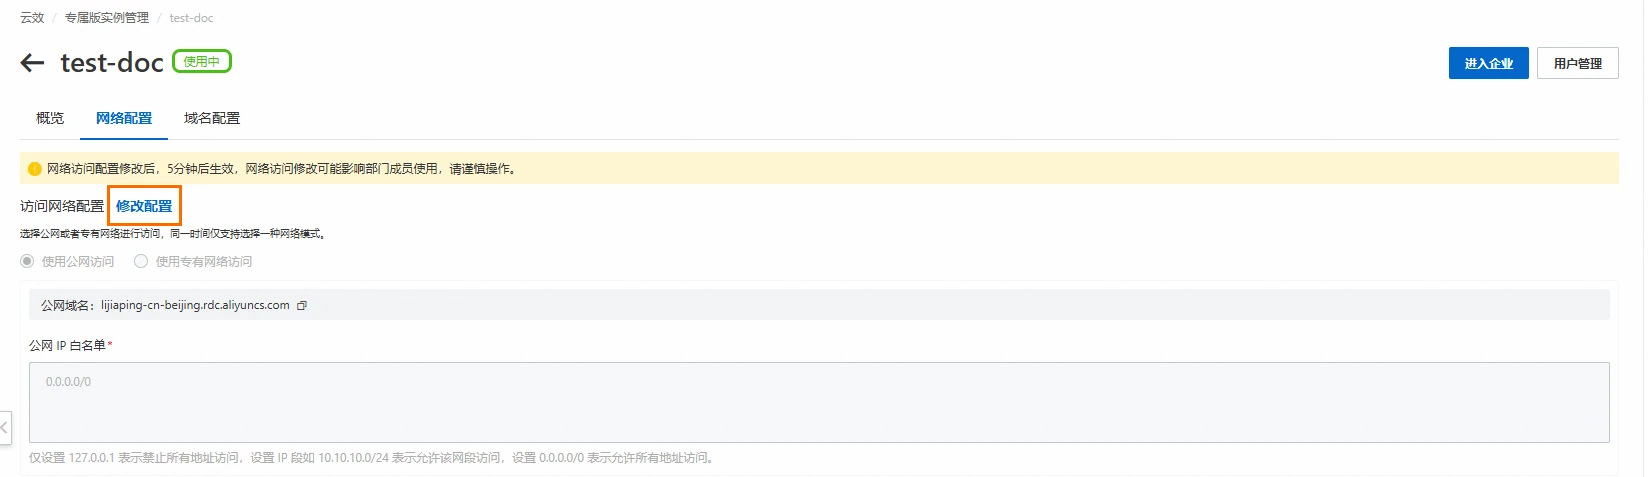 云效 / 专属版实例管理 / test-doc
test-doc 使用中
进入企业 用户管理
概览 网络配置 域名配置
网络访问配置修改后，5分钟后生效，网络访问修改可能影响部门成员使用，请谨慎操作。
访问网络配置 修改配置
选择公网或者专有网络进行访问，同一时间仅支持选择一种网络模式。
使用公网访问 使用专有网络访问
公网域名：lijiaping-cn-beijing.rdc.aliyuncs.com
公网 IP 白名单*
0.0.0.0/0
仅设置 127.0.0.1 表示禁止所有地址访问，设置 IP 段如 10.10.10.0/24 表示允许该网段访问，设置 0.0.0.0/0 表示允许所有地址访问。